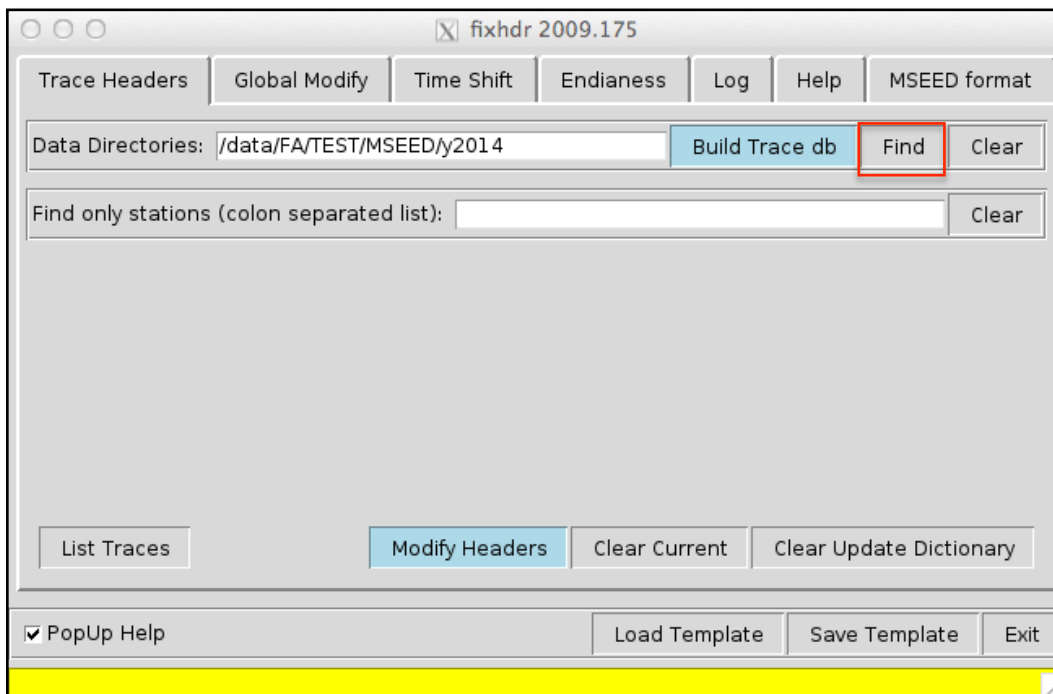 fixhdr 2009.175
Trace Headers Global Modify Time Shift Endianess Log Help MSEED format
Data Directories: /data/FA/TEST/MSEED/y2014 Build Trace db Find Clear
Find only stations (colon separated list): Clear
List Traces Modify Headers Clear Current Clear Update Dictionary
PopUp Help Load Template Save Template Exit